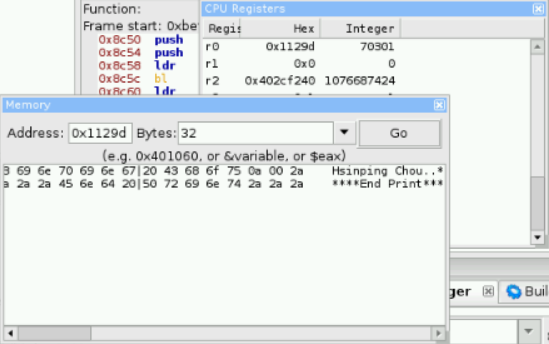 Function:
CPU Registers
Frame start:
Hex
Integer
0x8c50 push
0x8c54 push
0x8c58 ldr
0x8c5c bl
0x8c60 ldr
r0 0x1129d 70301
r1 0x0 0
r2 0x402cf240 1076687424
Memory
Address: 0x1129d Bytes: 32 Go
(e.g. 0x401060, or &variable, or $eax)
69 6e 70 69 6e 67|20 43 68 6f 75 0a 00 2a Hsinping Chou..*
2a 2a 45 6e 64 20|50 72 69 6e 74 2a 2a 2a ****End Print***